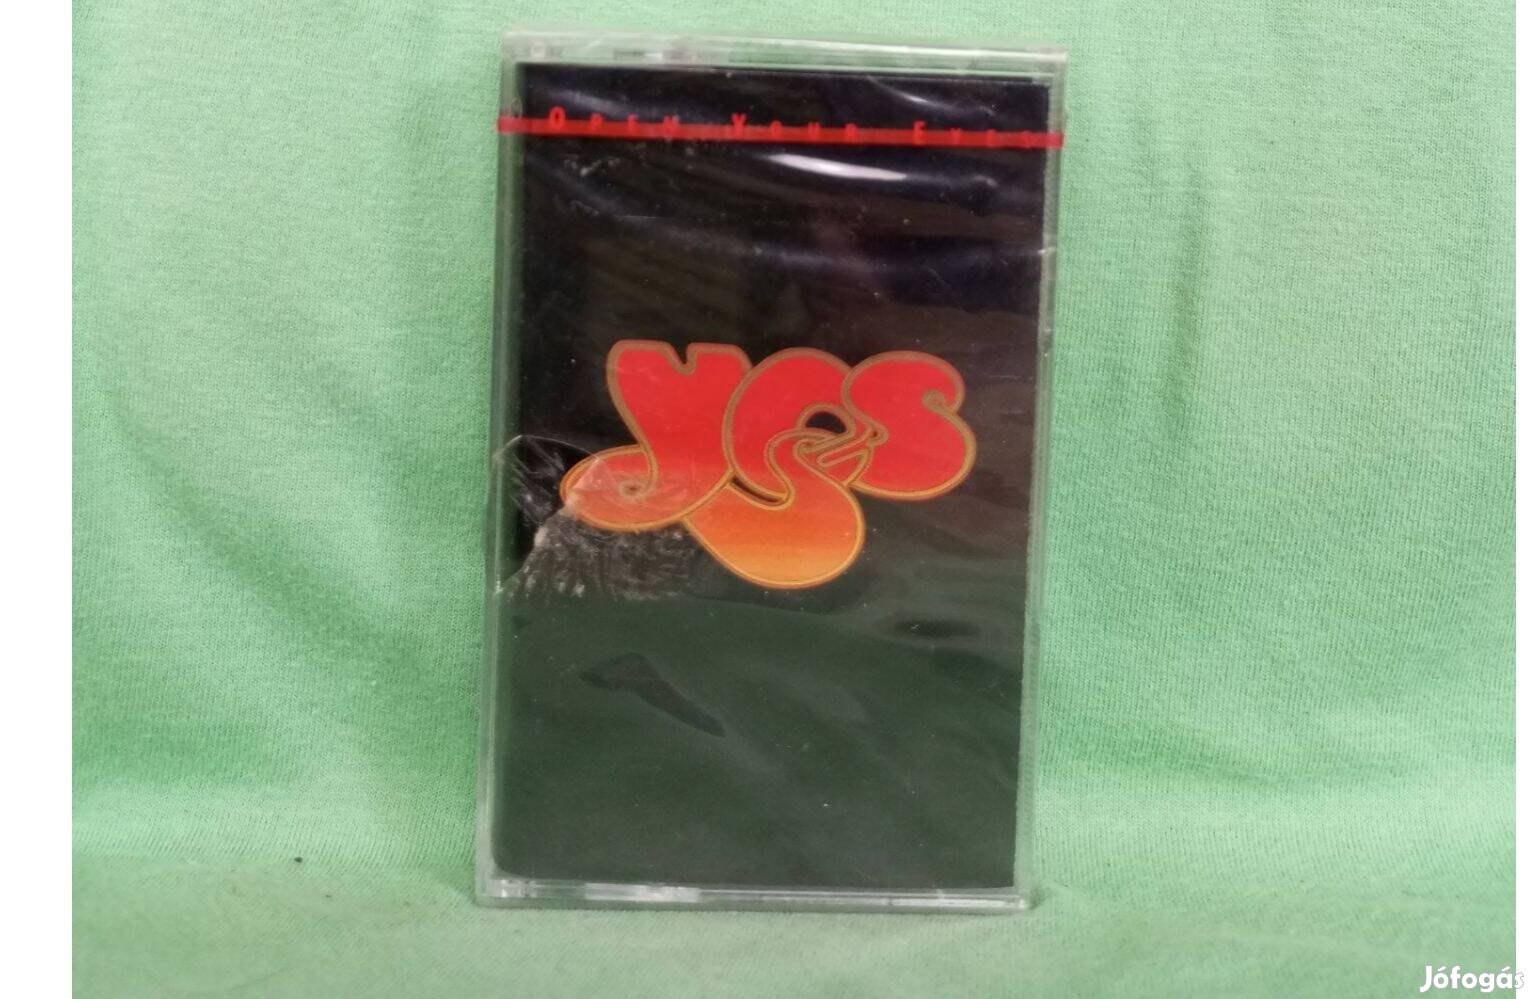 Open Your Eyes
Yes
Jófogás